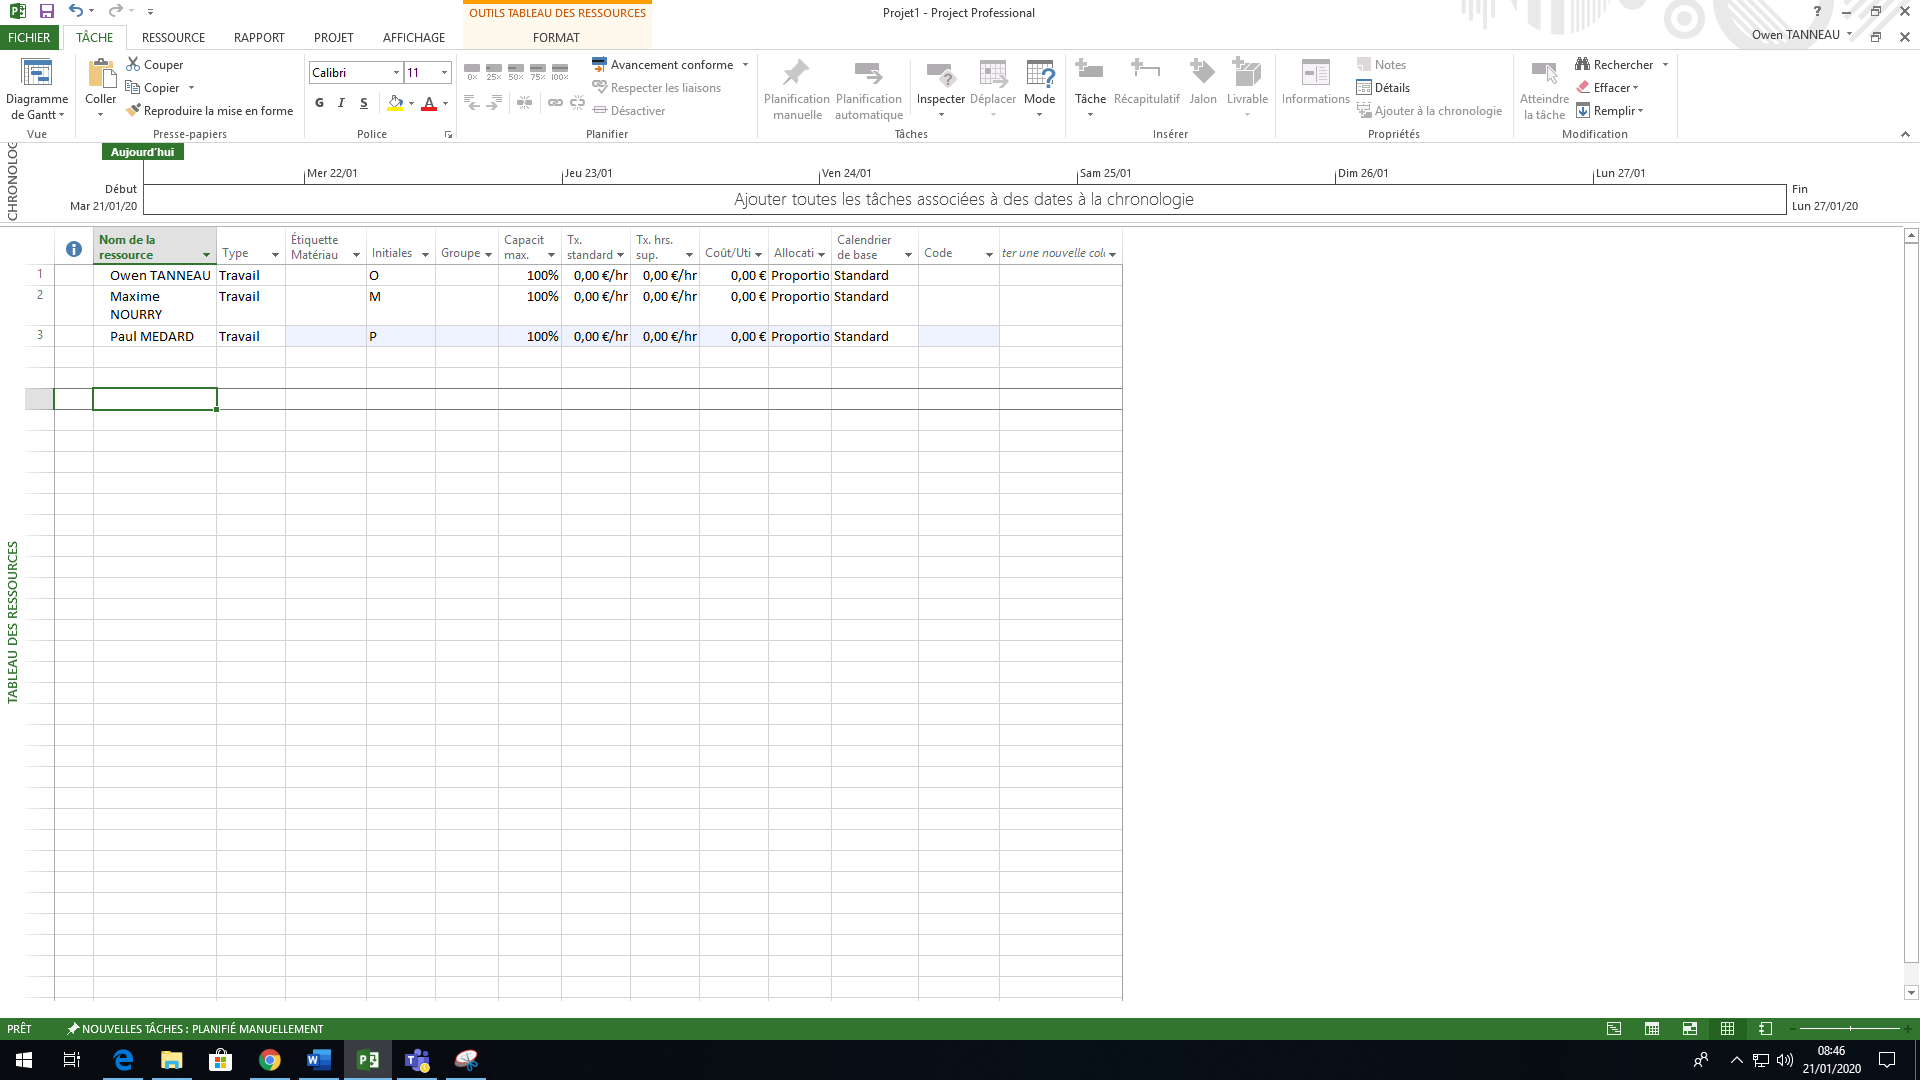 OUTILS TABLEAU DES RESSOURCES
Projet1 - Project Professional
FICHIER
TÂCHE
RESSOURCE
RAPPORT
PROJET
AFFICHAGE
FORMAT
Owen TANNEAU
Diagramme
de Gantt
Vue
Coller
Couper
Copier
Reproduire la mise en forme
Presse-papiers
Calibri
11
G I S
Police
0% 25% 50% 75% 100%
Avancement conforme
Respecter les liaisons
Désactiver
Planifier
Planification
manuelle
Planification
automatique
Inspecter
Déplacer
Mode
Tâches
Tâche
Récapitulatif
Jalon
Livrable
Insérer
Informations
Notes
Détails
Ajouter à la chronologie
Propriétés
Atteindre
la tâche
Rechercher
Effacer
Remplir
Modification
CHRONOLOG
Aujourd'hui
Mer 22/01
Jeu 23/01
Ven 24/01
Sam 25/01
Dim 26/01
Lun 27/01
Début
Mar 21/01/20
Ajouter toutes les tâches associées à des dates à la chronologie
Fin
Lun 27/01/20
TABLEAU DES RESSOURCES
Nom de la
ressource
Type
Étiquette
Matériau
Initiales
Groupe
Capacit
max.
Tx.
standard
Tx. hrs.
sup.
Coût/Uti
Allocati
Calendrier
de base
Code
ter une nouvelle colo
1 Owen TANNEAU Travail O 100% 0,00 €/hr 0,00 €/hr 0,00 € Proportio Standard
2 Maxime Travail M 100% 0,00 €/hr 0,00 €/hr 0,00 € Proportio Standard
NOURRY
3 Paul MEDARD Travail P 100% 0,00 €/hr 0,00 €/hr 0,00 € Proportio Standard
PRÊT
NOUVELLES TÂCHES : PLANIFIÉ MANUELLEMENT
08:46
21/01/2020